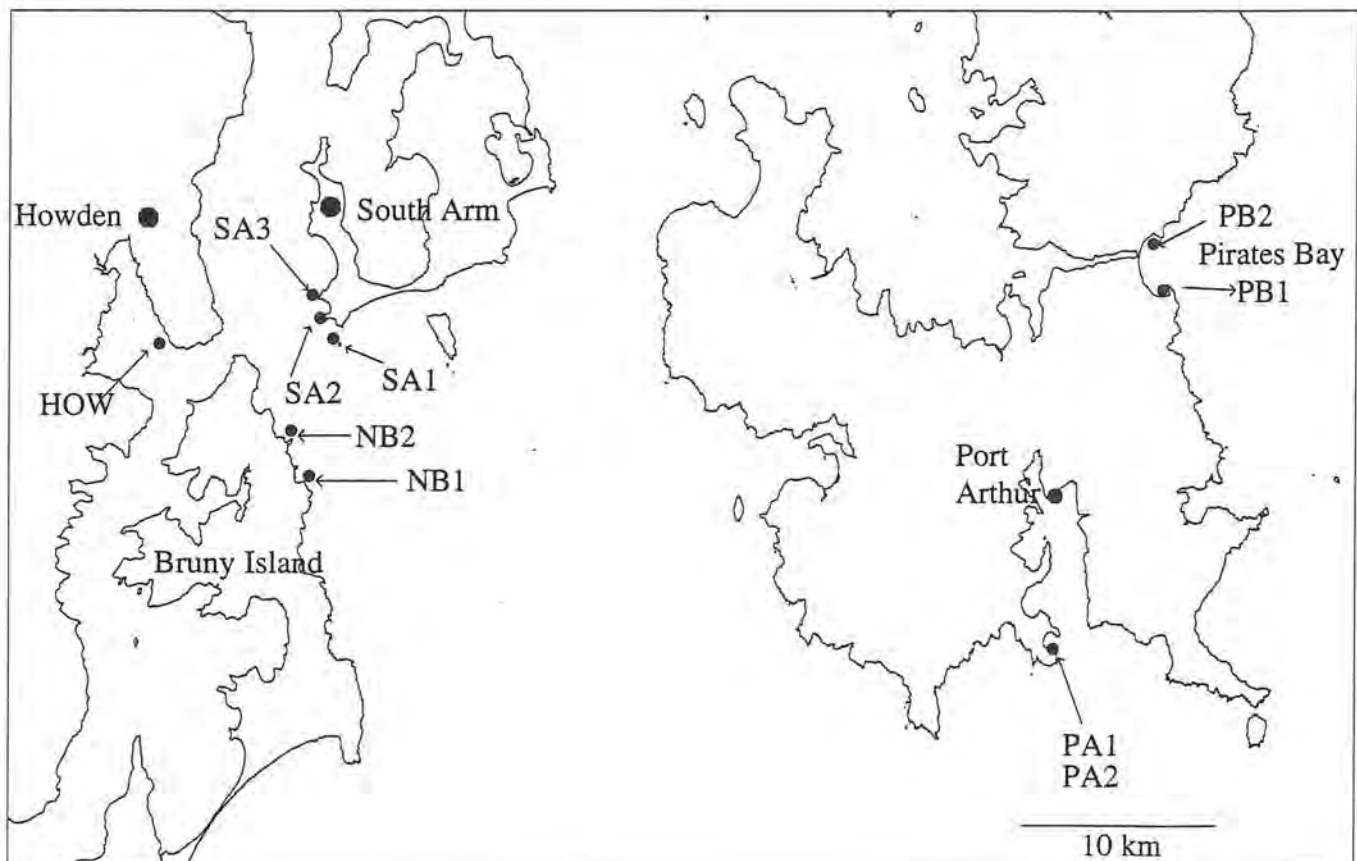 Howden
South Arm
SA3
PB2
Pirates Bay
PB1
SA2
SA1
HOW
NB2
NB1
Port
Arthur
Bruny Island
PA1
PA2
10 km